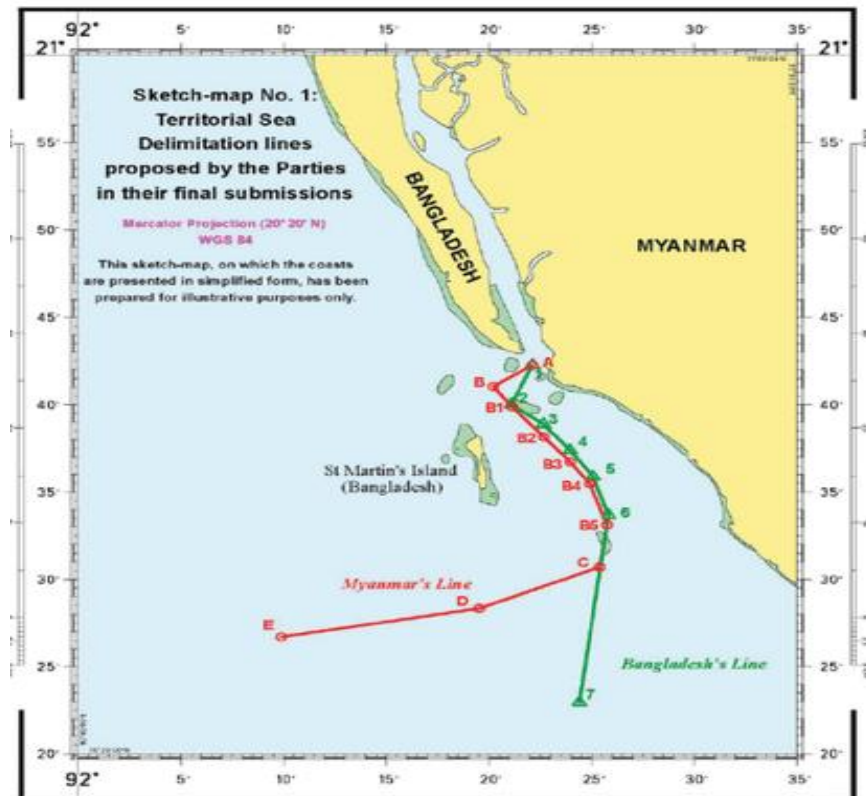 92°
5'
10'
15'
20'
25'
30'
35'
21°
21°
Sketch-map No. 1:
Territorial Sea
Delimitation lines
proposed by the Parties
in their final submissions
Mercator Projection (20° 20' N)
WGS 84
This sketch-map, on which the coasts
are presented in simplified form, has been
prepared for illustrative purposes only.
BANGLADESH
MYANMAR
55'
55'
50'
50'
45'
45'
A
1
B
2
40'
40'
B1
3
B2
4
B3
5
B4
St Martin's Island
(Bangladesh)
35'
35'
6
B5
C
30'
30'
Myanmar's Line
D
E
Bangladesh's Line
25'
25'
7
20'
20'
92°
5'
10'
15'
20'
25'
30'
35'